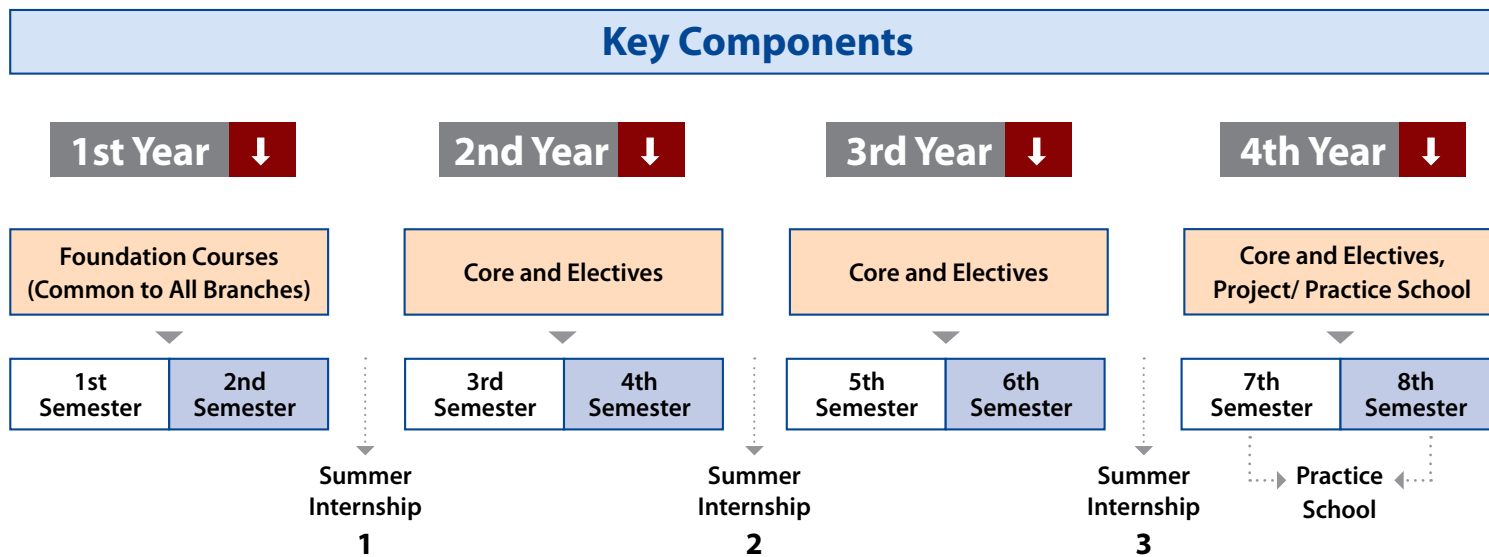 Key Components
1st Year
2nd Year
3rd Year
4th Year
Foundation Courses
(Common to All Branches)
Core and Electives
Core and Electives
Core and Electives,
Project/ Practice School
1st
Semester
2nd
Semester
3rd
Semester
4th
Semester
5th
Semester
6th
Semester
7th
Semester
8th
Semester
Summer
Internship
1
Summer
Internship
2
Summer
Internship
3
Practice
School